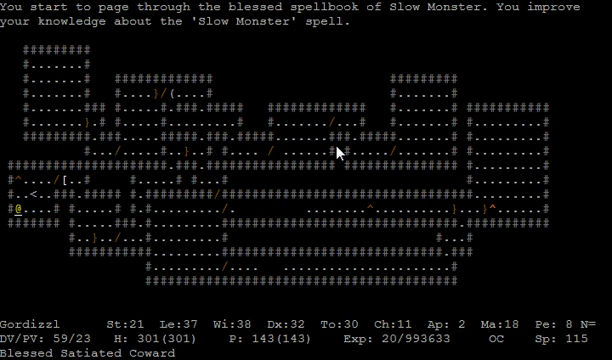 You start to page through the blessed spellbook of Slow Monster. You improve
your knowledge about the 'Slow Monster' spell.
Gordizzl St:21 Le:37 Wi:38 Dx:32 To:30 Ch:11 Ap: 2 Ma:18 Pe: 8 N=
DV/PV: 59/23 H: 301(301) P: 143(143) Exp: 20/993633 OC Sp: 115
Blessed Satiated Coward